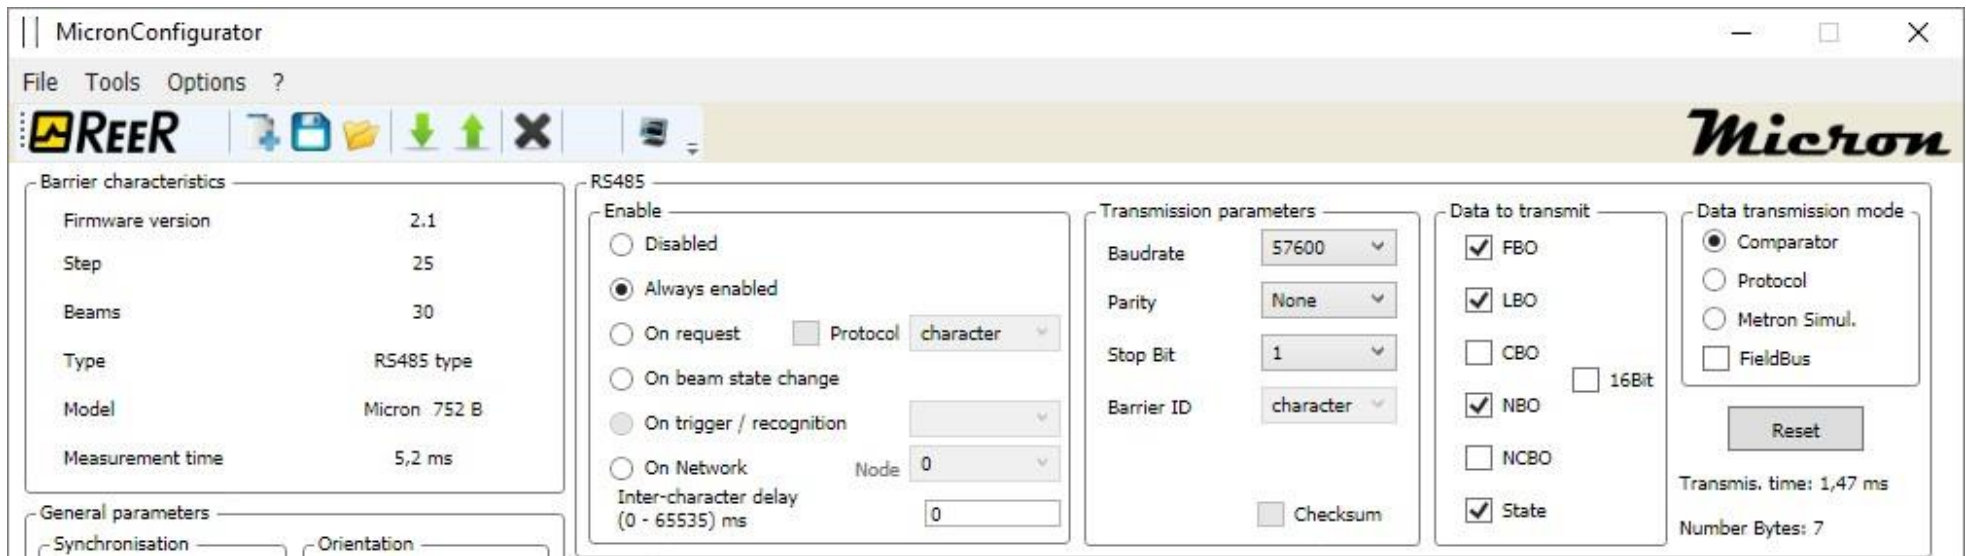 MicronConfigurator
File Tools Options ?
REER
Micron
Barrier characteristics
Firmware version 2.1
Step 25
Beams 30
Type RS485 type
Model Micron 752 B
Measurement time 5,2 ms
General parameters
Synchronisation
Orientation
RS485
Enable
Disabled
Always enabled
On request Protocol character
On beam state change
On trigger / recognition
On Network Node 0
Inter-character delay
(0 - 65535) ms 0
Transmission parameters
Baudrate 57600
Parity None
Stop Bit 1
Barrier ID character
Checksum
Data to transmit
FBO
LBO
CBO
16Bit
NBO
NCBO
State
Data transmission mode
Comparator
Protocol
Metron Simul.
FieldBus
Reset
Transmis. time: 1,47 ms
Number Bytes: 7